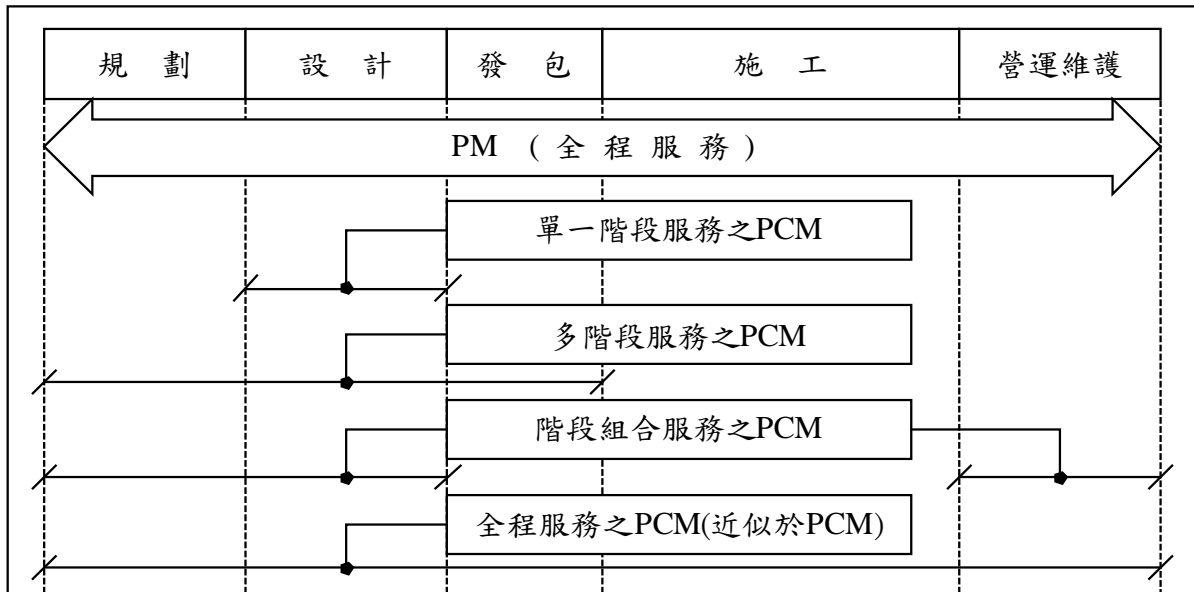 規劃 設計 發包 施工 營運維護
PM (全程服務)
單一階段服務之PCM
多階段服務之PCM
階段組合服務之PCM
全程服務之PCM(近似於PCM)